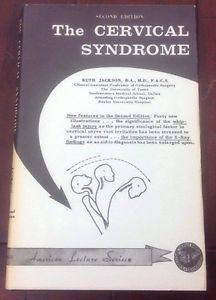 SECOND EDITION
The CERVICAL
SYNDROME
RUTH JACKSON, B.A., M.D., F.A.C.S.
Clinical Assistant Professor of Orthopaedic Surgery
The University of Texas
Southwestern Medical School, Dallas
Attending Orthopaedic Surgeon
Baylor University Hospital
New features in the Second Edition: Forty new
illustrations . . . the significance of the whip-
lash injury as the primary etiological factor in
cervical nerve root irritation has been stressed to
a greater extent . . . the importance of the X-Ray
findings as an aid to diagnosis has been enlarged upon.
American Lecture Series